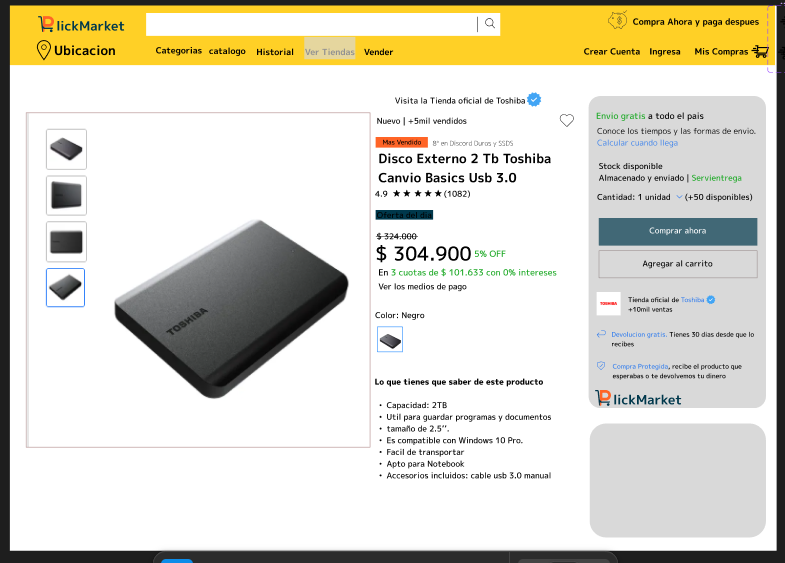 PlickMarket
Compra Ahora y paga despues
Ubicacion
Categorias catalogo Historial Ver Tiendas Vender
Crear Cuenta Ingresa Mis Compras
Visita la Tienda oficial de Toshiba
Nuevo | +5mil vendidos
Mas Vendido 8° en Discord Duros y SSDS
Disco Externo 2 Tb Toshiba
Canvio Basics Usb 3.0
4.9 ★ ★ ★ ★ ★ (1082)
Oferta del dia
$ 324.000
$ 304.900 5% OFF
En 3 cuotas de $ 101.633 con 0% intereses
Ver los medios de pago
Color: Negro
Lo que tienes que saber de este producto
• Capacidad: 2TB
• Util para guardar programas y documentos
• tamaño de 2.5’’.
• Es compatible con Windows 10 Pro.
• Facil de transportar
• Apto para Notebook
• Accesorios incluidos: cable usb 3.0 manual
TOSHIBA
Envio gratis a todo el pais
Conoce los tiempos y las formas de envio.
Calcular cuando llega
Stock disponible
Almacenado y enviado | Servientrega
Cantidad: 1 unidad (+50 disponibles)
Comprar ahora
Agregar al carrito
TOSHIBA
Tienda oficial de Toshiba
+10mil ventas
Devolucion gratis. Tienes 30 dias desde que lo
recibes
Compra Protegida, recibe el producto que
esperabas o te devolvemos tu dinero
PlickMarket